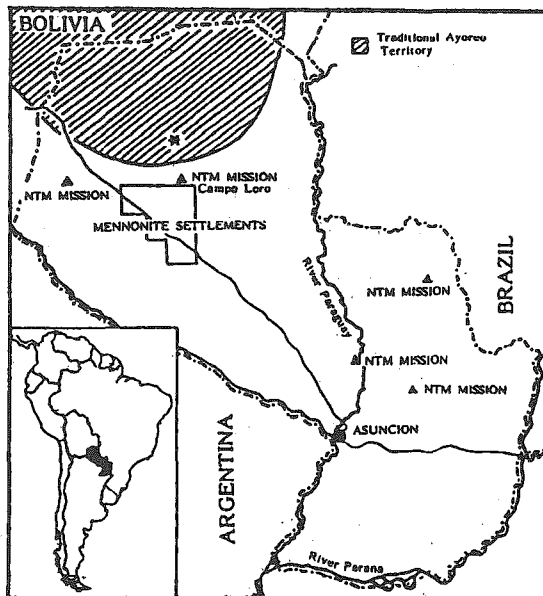 BOLIVIA
Traditional Ayoreo
Territory
NTM MISSION
Campo Loro
NTM MISSION
MENNONITE SETTLEMENTS
River Paraguay
NTM MISSION
BRAZIL
NTM MISSION
NTM MISSION
ASUNCION
ARGENTINA
River Parana